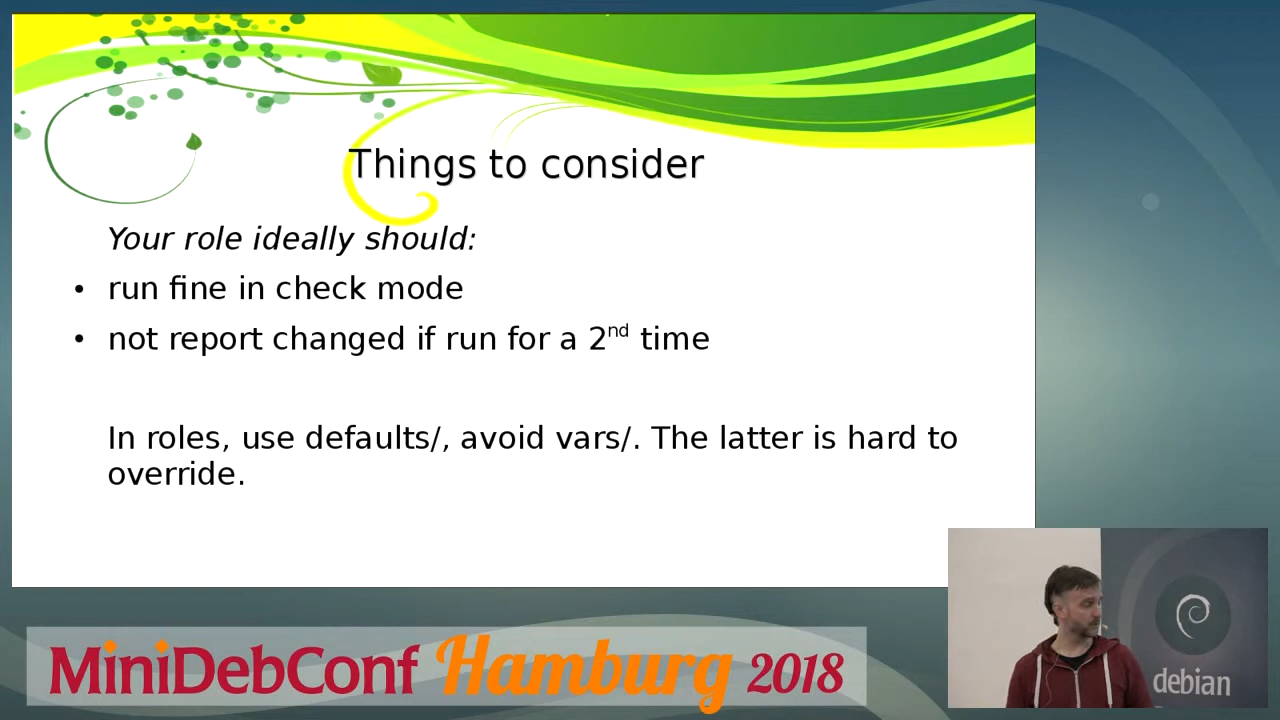 Things to consider
Your role ideally should:
• run fine in check mode
• not report changed if run for a 2nd time
In roles, use defaults/, avoid vars/. The latter is hard to
override.
debian
MiniDebConf Hamburg 2018